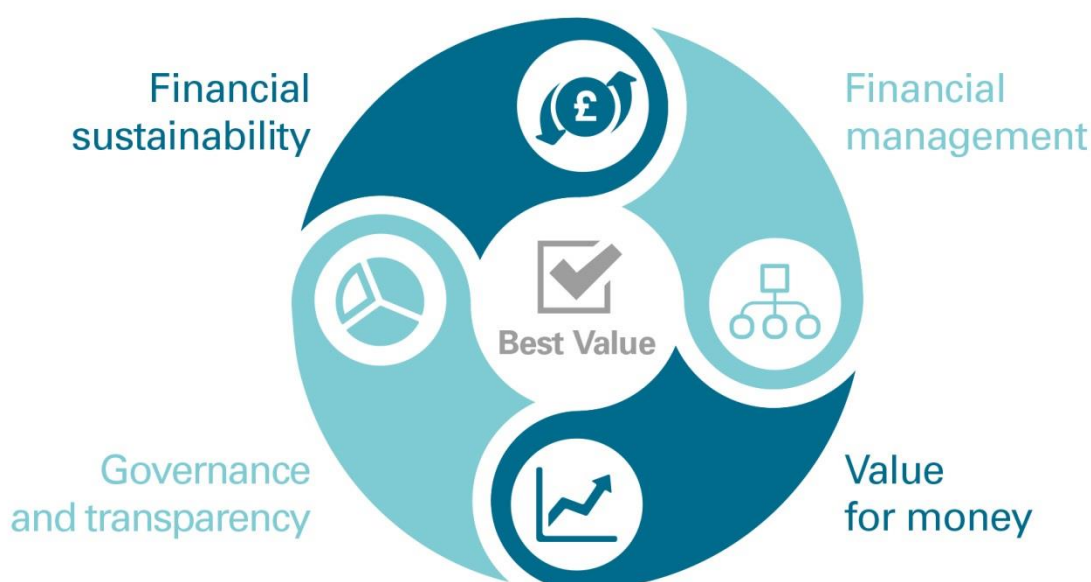 Financial
sustainability
Financial
management
£
Best Value
Governance
and transparency
Value
for money